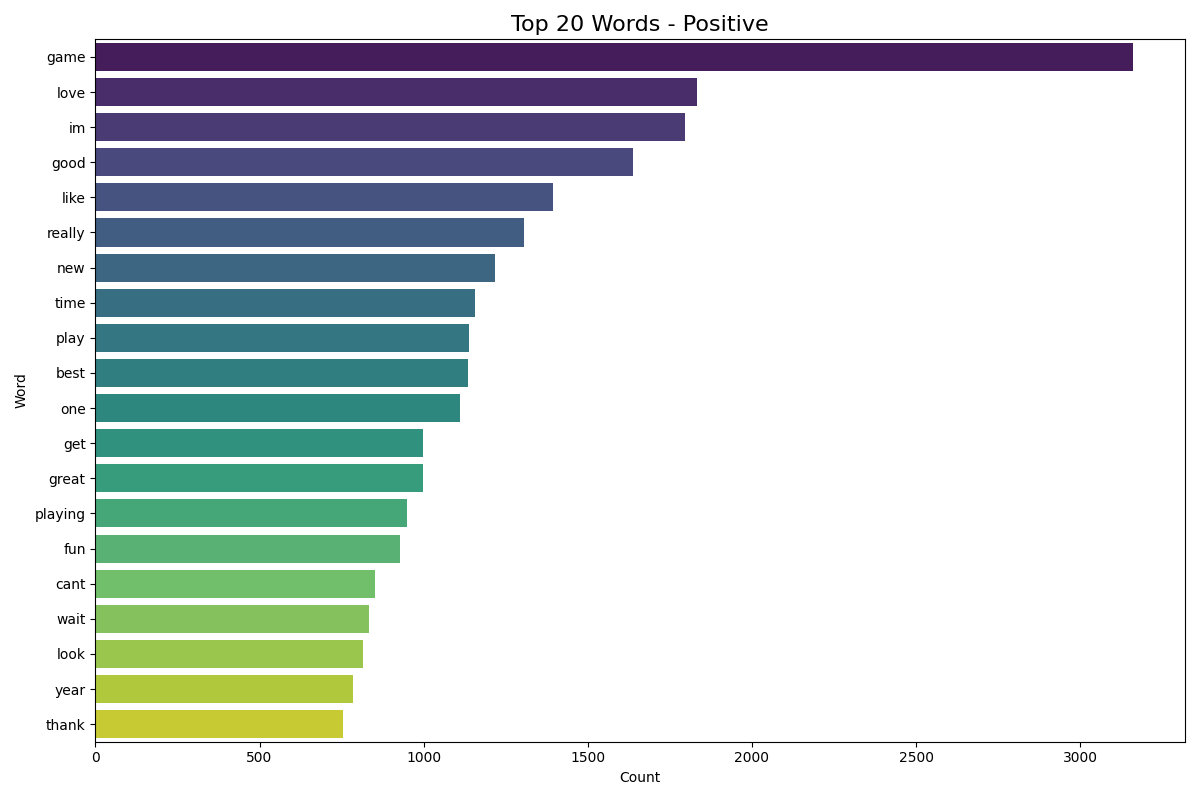 Top 20 Words - Positive
game
love
im
good
like
really
new
time
play
best
one
get
great
playing
fun
cant
wait
look
year
thank
Word
0 500 1000 1500 2000 2500 3000
Count